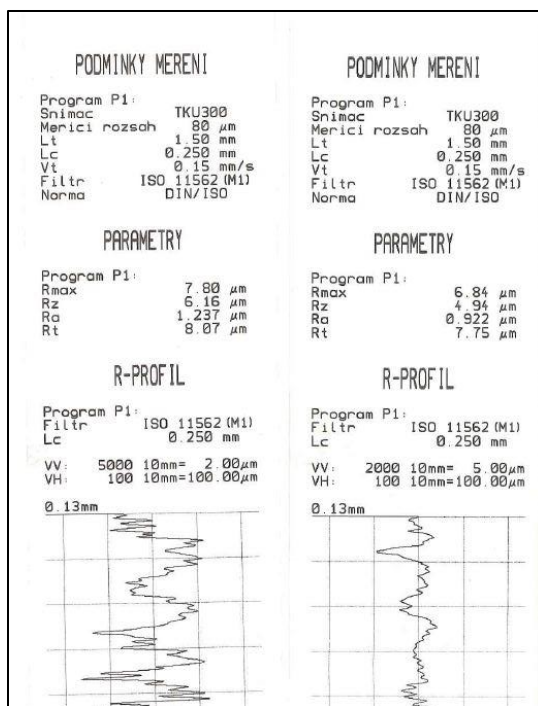 PODMINKY MERENI
Program P1:
Snimac TKU300
Merici rozsah 80 µm
Lt 1.50 mm
Lc 0.250 mm
Vt 0.15 mm/s
Filtr ISO 11562(M1)
Norma DIN/ISO
PARAMETRY
Program P1:
Rmax 7.80 µm
Rz 6.16 µm
Ra 1.237 µm
Rt 8.07 µm
R-PROFIL
Program P1:
Filtr ISO 11562(M1)
Lc 0.250 mm
VV: 5000 10mm= 2.00µm
VH: 100 10mm=100.00µm
0.13mm
PODMINKY MERENI
Program P1:
Snimac TKU300
Merici rozsah 80 µm
Lt 1.50 mm
Lc 0.250 mm
Vt 0.15 mm/s
Filtr ISO 11562(M1)
Norma DIN/ISO
PARAMETRY
Program P1:
Rmax 6.84 µm
Rz 4.94 µm
Ra 0.922 µm
Rt 7.75 µm
R-PROFIL
Program P1:
Filtr ISO 11562(M1)
Lc 0.250 mm
VV: 2000 10mm= 5.00µm
VH: 100 10mm=100.00µm
0.13mm